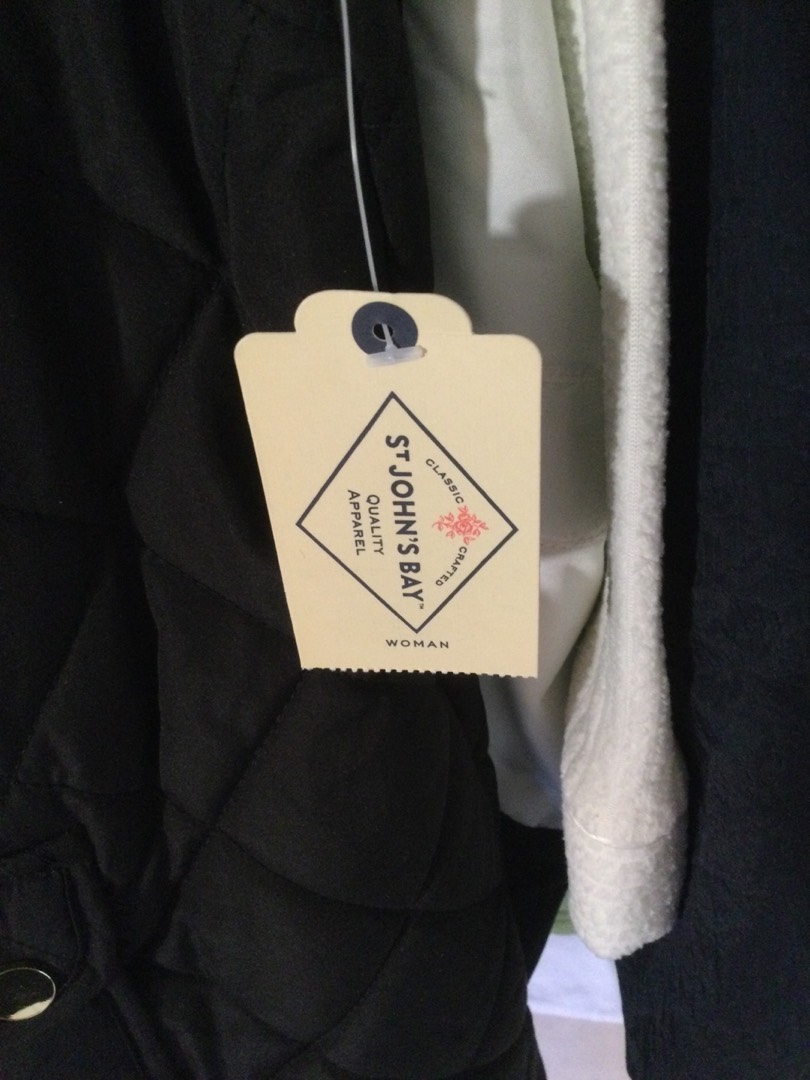 CLASSIC CRAFTED
ST JOHN'S BAY™
QUALITY
APPAREL
WOMAN